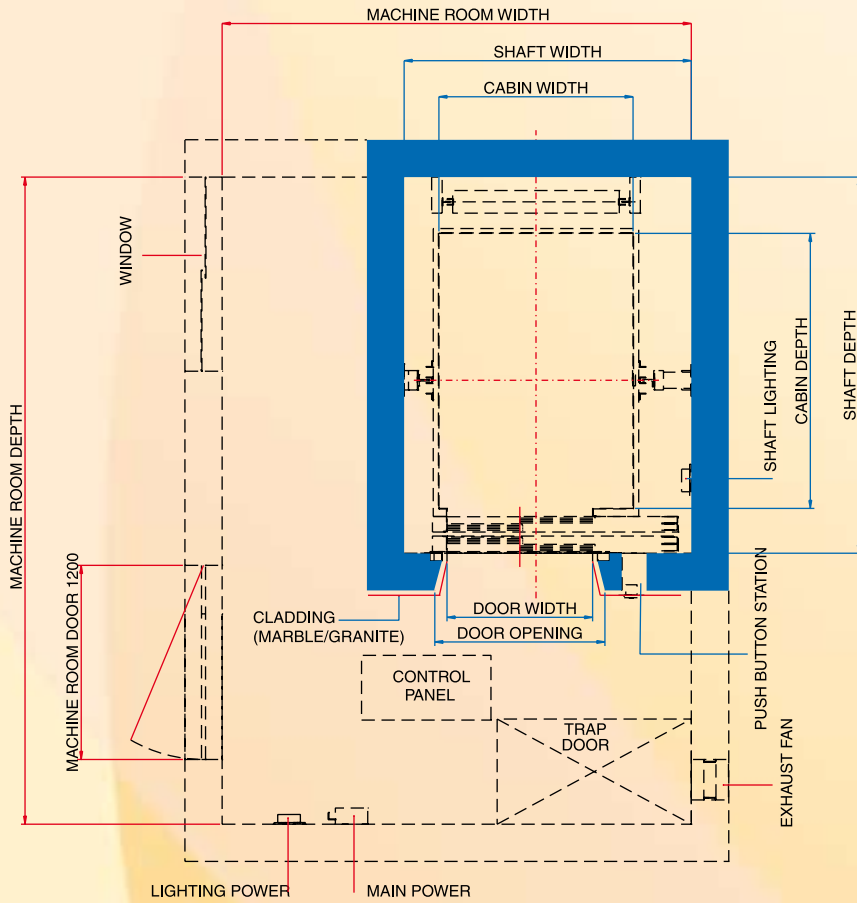 MACHINE ROOM WIDTH
SHAFT WIDTH
CABIN WIDTH
WINDOW
MACHINE ROOM DEPTH
SHAFT LIGHTING
CABIN DEPTH
SHAFT DEPTH
MACHINE ROOM DOOR 1200
CLADDING
(MARBLE/GRANITE)
DOOR WIDTH
DOOR OPENING
PUSH BUTTON STATION
CONTROL
PANEL
TRAP
DOOR
EXHAUST FAN
LIGHTING POWER
MAIN POWER